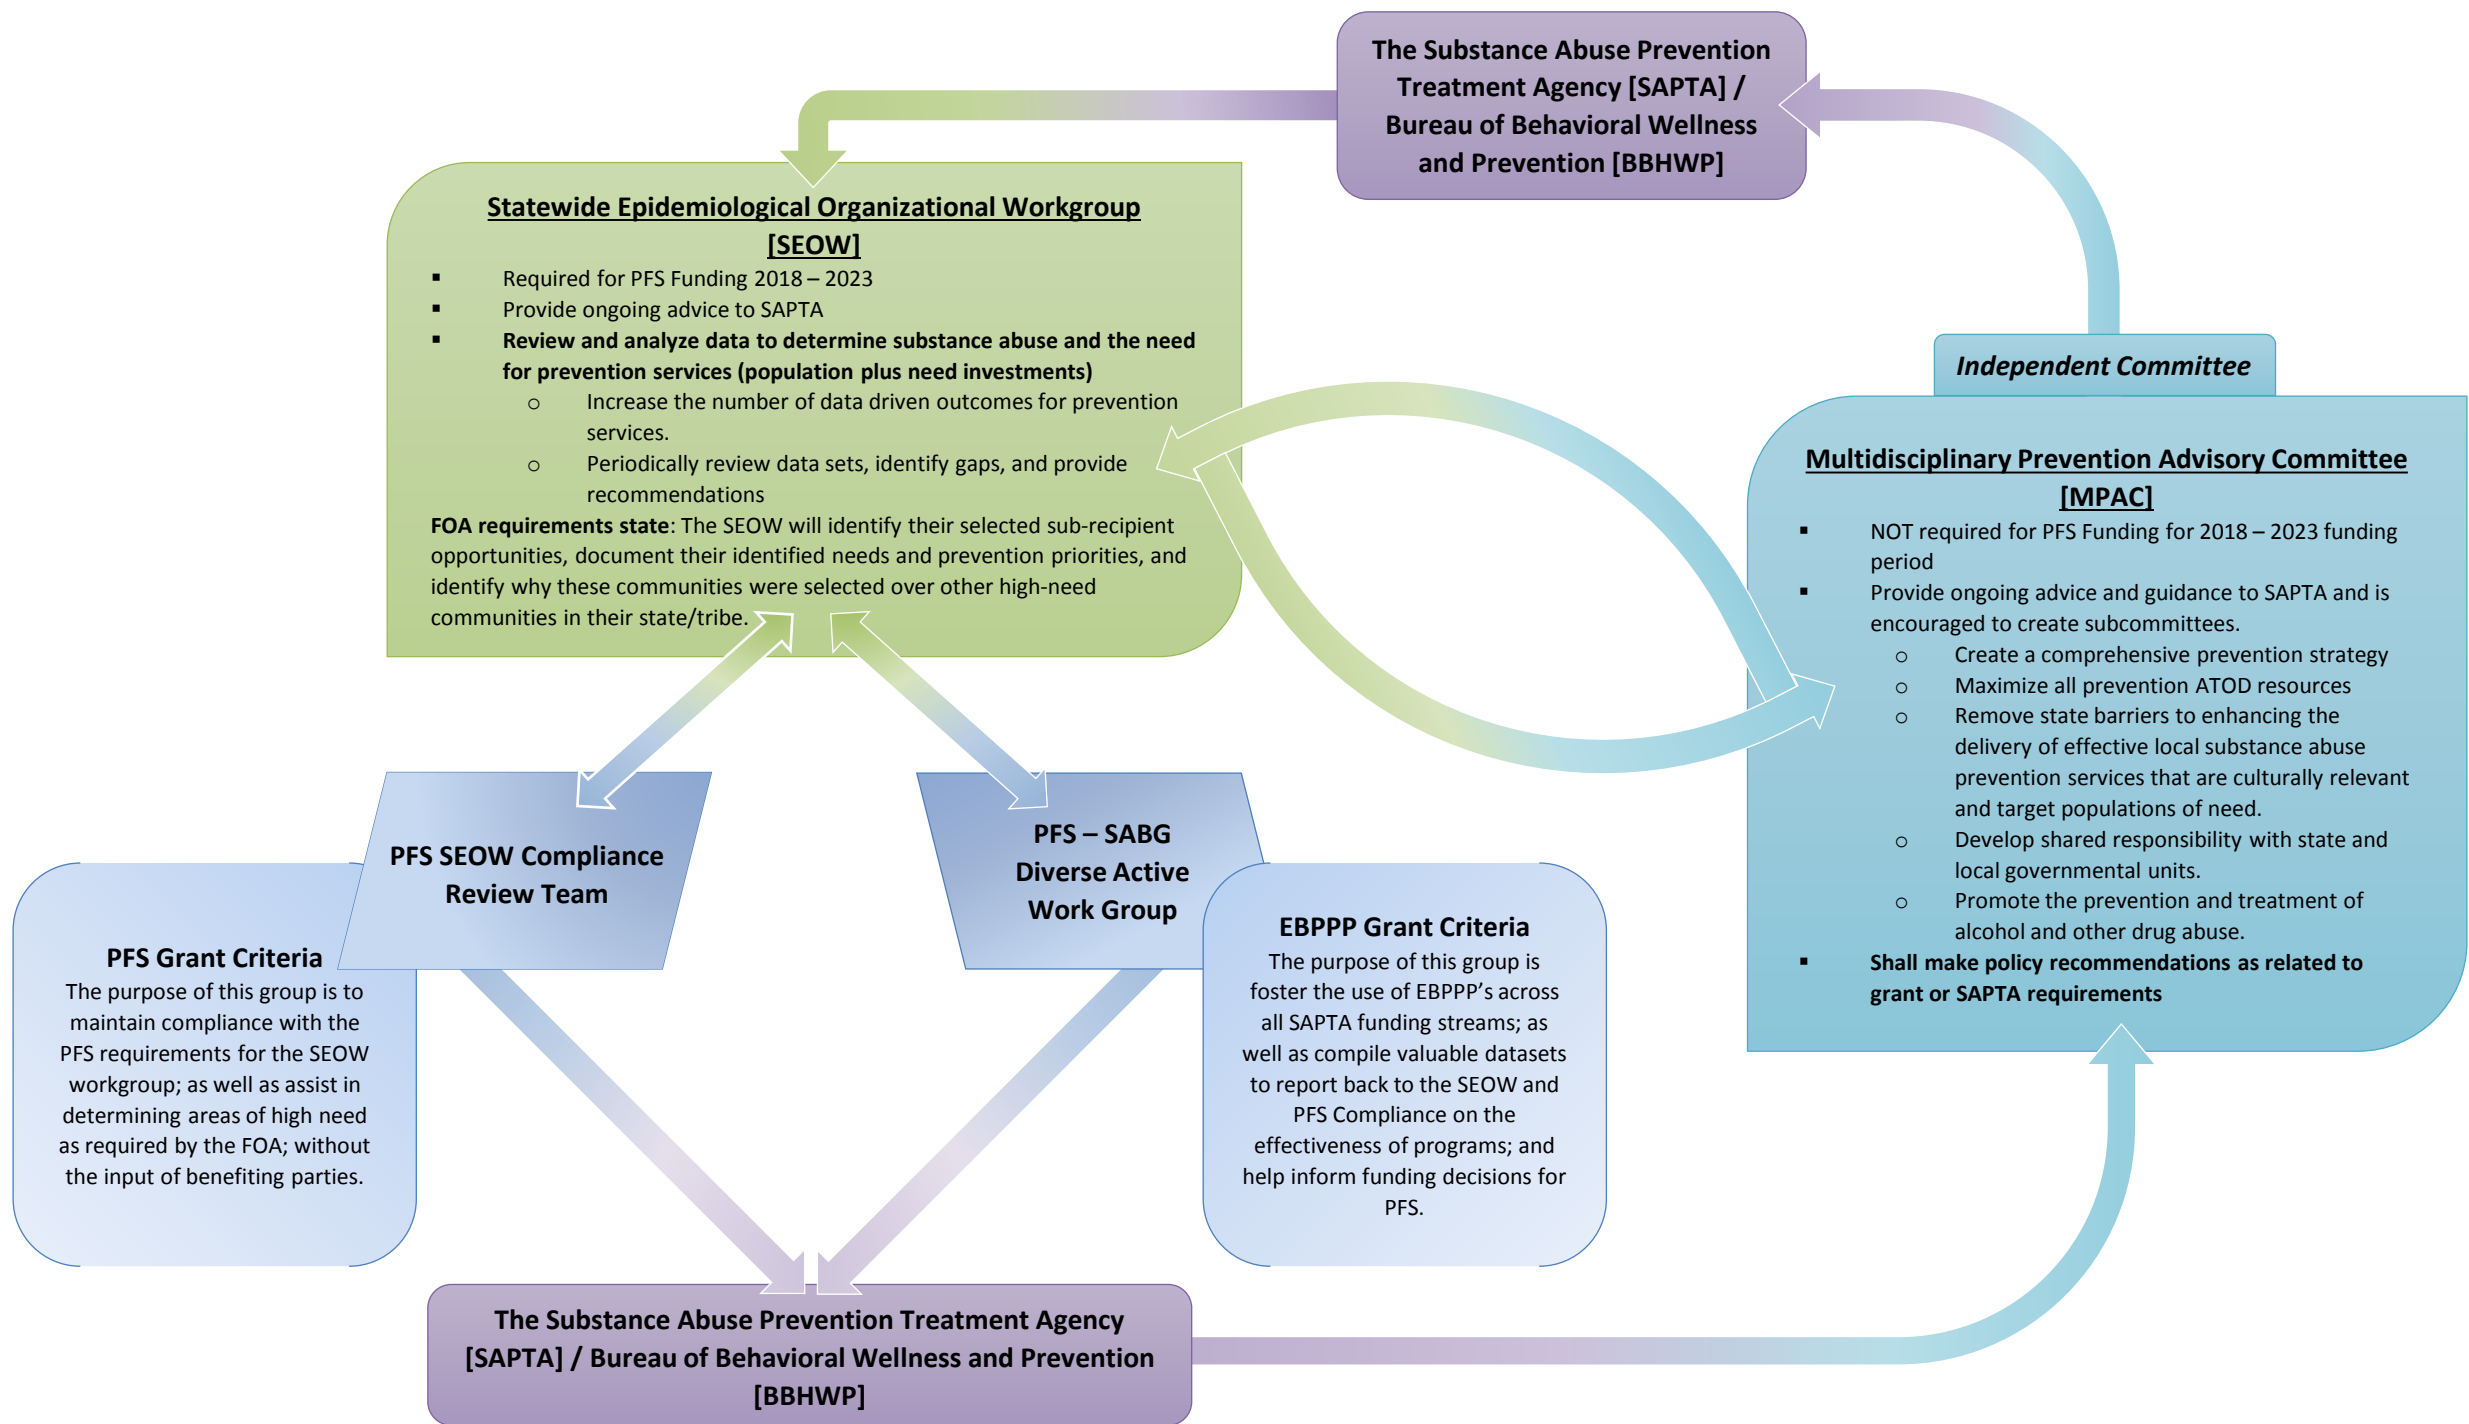 The Substance Abuse Prevention
Treatment Agency [SAPTA] /
Bureau of Behavioral Wellness
and Prevention [BBHWP]
Statewide Epidemiological Organizational Workgroup
[SEOW]
▪ Required for PFS Funding 2018 – 2023
▪ Provide ongoing advice to SAPTA
▪ Review and analyze data to determine substance abuse and the need
for prevention services (population plus need investments)
o Increase the number of data driven outcomes for prevention
services.
o Periodically review data sets, identify gaps, and provide
recommendations
FOA requirements state: The SEOW will identify their selected sub-recipient
opportunities, document their identified needs and prevention priorities, and
identify why these communities were selected over other high-need
communities in their state/tribe.
Independent Committee
Multidisciplinary Prevention Advisory Committee
[MPAC]
▪ NOT required for PFS Funding for 2018 – 2023 funding
period
▪ Provide ongoing advice and guidance to SAPTA and is
encouraged to create subcommittees.
o Create a comprehensive prevention strategy
o Maximize all prevention ATOD resources
o Remove state barriers to enhancing the
delivery of effective local substance abuse
prevention services that are culturally relevant
and target populations of need.
o Develop shared responsibility with state and
local governmental units.
o Promote the prevention and treatment of
alcohol and other drug abuse.
▪ Shall make policy recommendations as related to
grant or SAPTA requirements
PFS SEOW Compliance
Review Team
PFS – SABG
Diverse Active
Work Group
PFS Grant Criteria
The purpose of this group is to
maintain compliance with the
PFS requirements for the SEOW
workgroup; as well as assist in
determining areas of high need
as required by the FOA; without
the input of benefiting parties.
EBPPP Grant Criteria
The purpose of this group is
foster the use of EBPPP’s across
all SAPTA funding streams; as
well as compile valuable datasets
to report back to the SEOW and
PFS Compliance on the
effectiveness of programs; and
help inform funding decisions for
PFS.
The Substance Abuse Prevention Treatment Agency
[SAPTA] / Bureau of Behavioral Wellness and Prevention
[BBHWP]